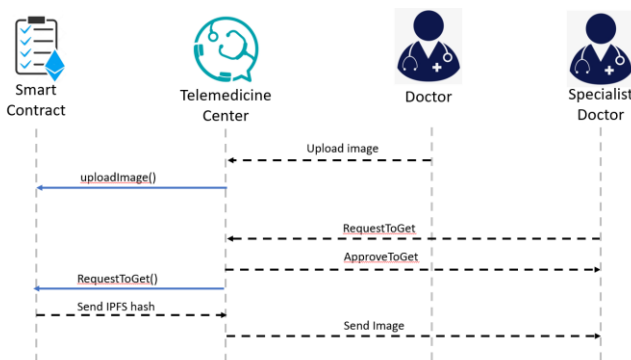 Smart
Contract
Telemedicine
Center
Doctor
Specialist
Doctor
Upload image
uploadImage()
RequestToGet
ApproveToGet
RequestToGet()
Send IPFS hash
Send Image